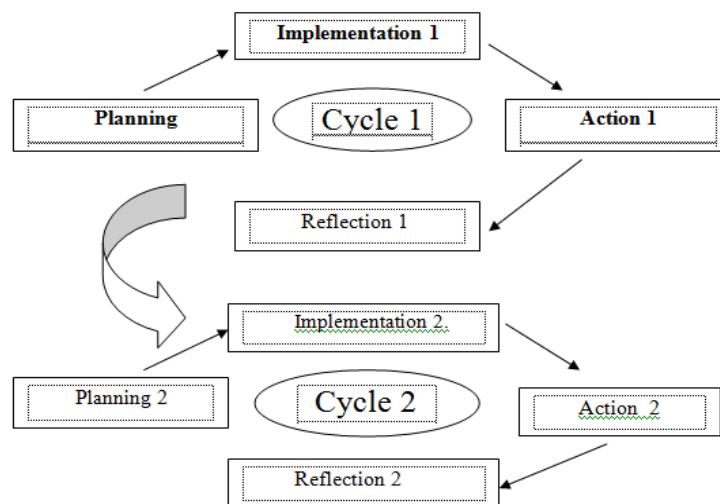 Implementation 1
Planning
Cycle 1
Action 1
Reflection 1
Implementation 2.
Planning 2
Cycle 2
Action 2
Reflection 2